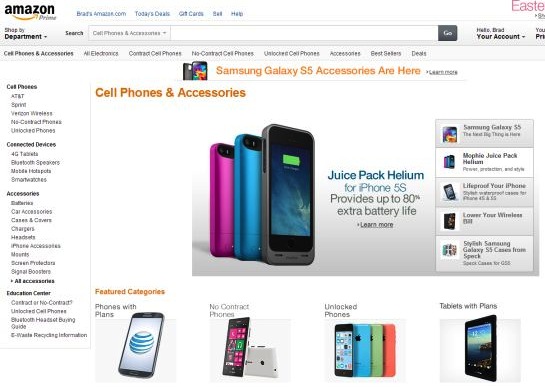 amazon
Prime
Brad's Amazon.com Today's Deals Gift Cards Sell Help
Easte
Shop by
Department
Search Cell Phones & Accessories Go
Hello, Brad
Your Account
Try
Pri
Cell Phones & Accessories All Electronics Contract Cell Phones No-Contract Cell Phones Unlocked Cell Phones Accessories Best Sellers Deals
Samsung Galaxy S5 Accessories Are Here Learn more
Cell Phones
AT&T
Sprint
Verizon Wireless
No-Contract Phones
Unlocked Phones
Connected Devices
4G Tablets
Bluetooth Speakers
Mobile Hotspots
Smartwatches
Accessories
Batteries
Car Accessories
Cases & Covers
Chargers
Headsets
iPhone Accessories
Mounts
Screen Protectors
Signal Boosters
All accessories
Education Center
Contract or No-Contract?
Unlocked Cell Phones
Bluetooth Headset Buying
Guide
E-Waste Recycling Information
Cell Phones & Accessories
Juice Pack Helium
for iPhone 5S
Provides up to 80%
extra battery life
Learn more
Samsung Galaxy S5
The Next Big Thing is Here
Mophie Juice Pack
Helium
Power, protection, and style
Lifeproof Your iPhone
Stylish waterproof cases for
iPhone 4S & 5S
Lower Your Wireless
Bill
Stylish Samsung
Galaxy S5 Cases from
Speck
Speck Cases for GS5
Featured Categories
Phones with
Plans
No Contract
Phones
Unlocked
Phones
Tablets with Plans
at&t